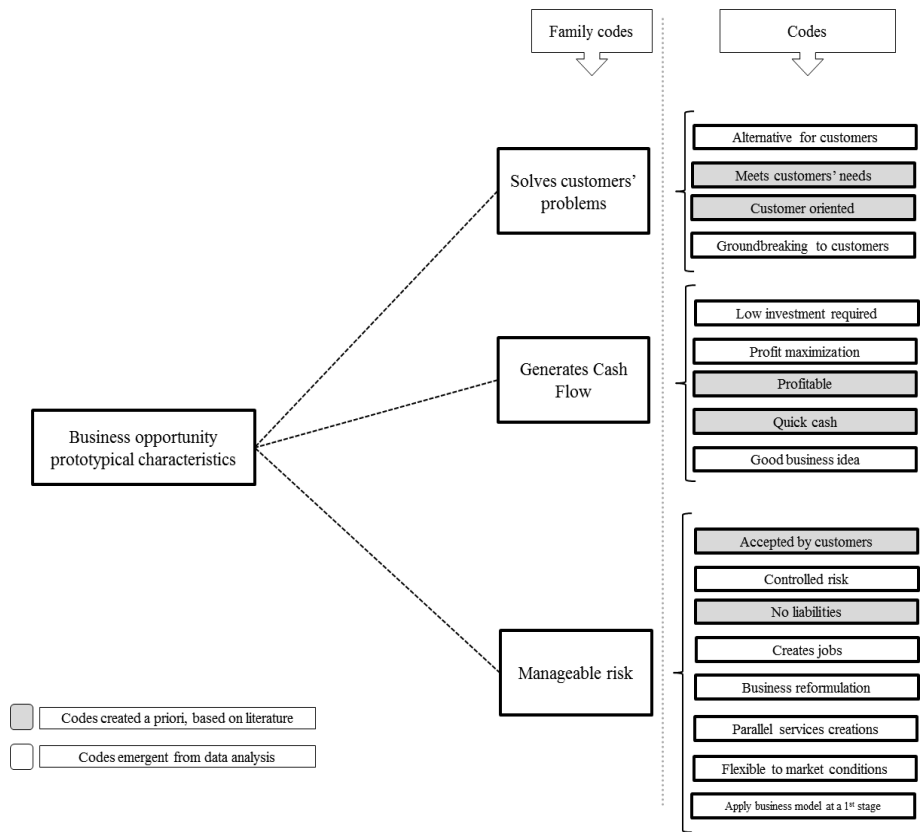 Family codes
Codes
Alternative for customers
Meets customers' needs
Customer oriented
Groundbreaking to customers
Solves customers'
problems
Low investment required
Profit maximization
Profitable
Quick cash
Good business idea
Generates Cash
Flow
Business opportunity
prototypical characteristics
Accepted by customers
Controlled risk
No liabilities
Creates jobs
Business reformulation
Parallel services creations
Flexible to market conditions
Apply business model at a 1st stage
Manageable risk
Codes created a priori, based on literature
Codes emergent from data analysis